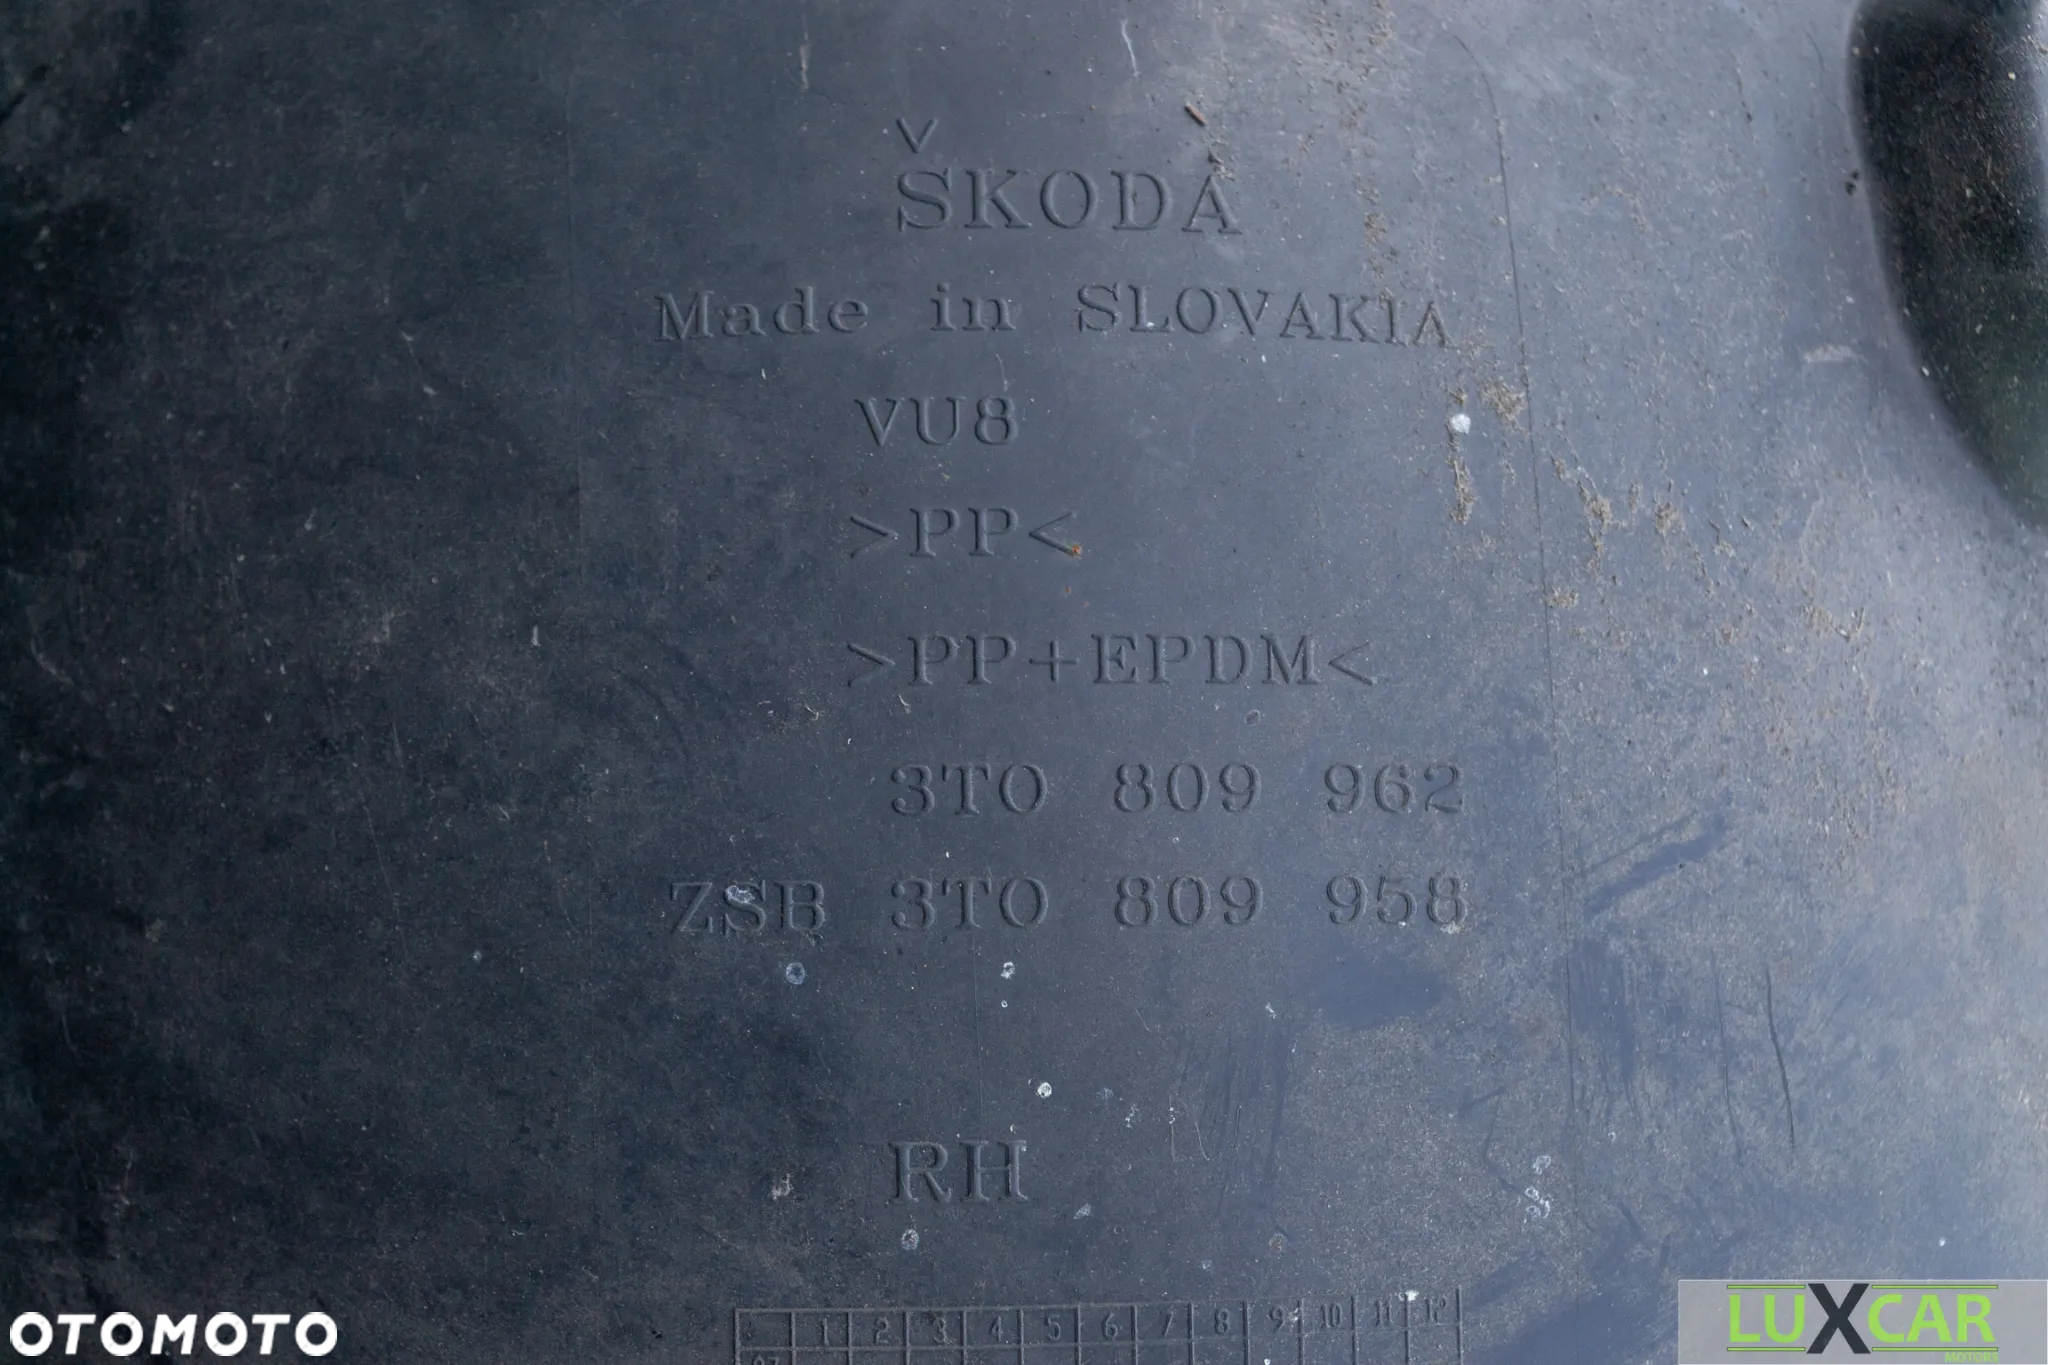 ŠKODA
Made in SLOVAKIA
VU8
>PP<
>PP+EPDM<
3T0 809 962
ZSB 3T0 809 958
RH
1 2 3 4 5 6 7 8 9 10 11 12
OTOMOTO
LUXCAR
MOTORS